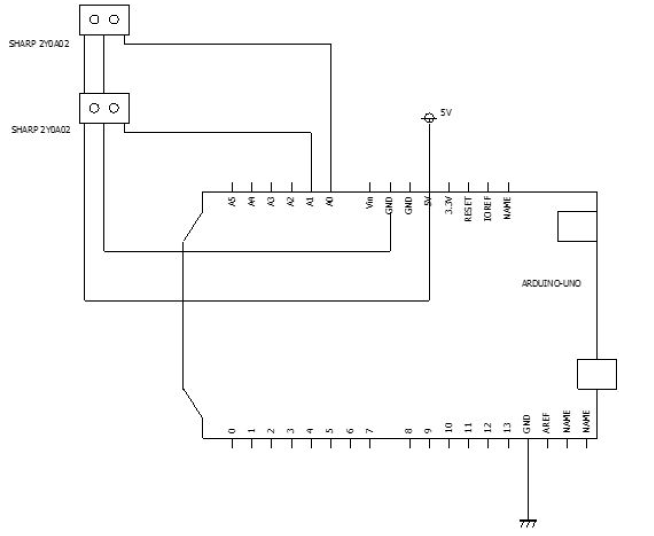 SHARP 2Y0A02
5V
SHARP 2Y0A02
A5 A4 A3 A2 A1 A0 Vin GND GND 5V 3.3V RESET IOREF NAME
ARDUINO-UNO
0 1 2 3 4 5 6 7 8 9 10 11 12 13 GND AREF NAME NAME